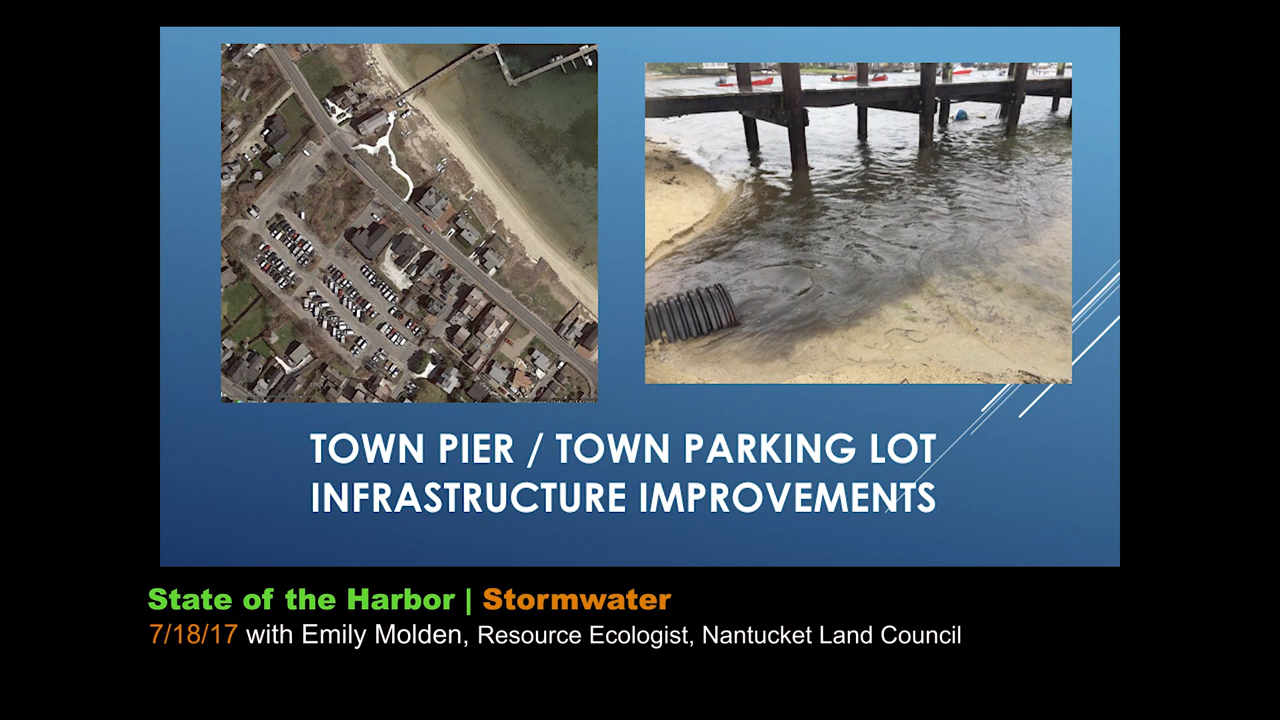 TOWN PIER / TOWN PARKING LOT
INFRASTRUCTURE IMPROVEMENTS
State of the Harbor | Stormwater
7/18/17 with Emily Molden, Resource Ecologist, Nantucket Land Council